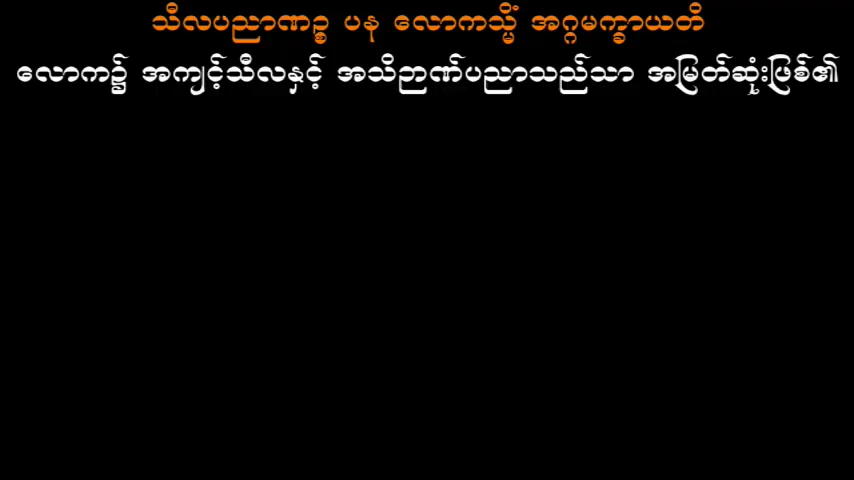 သီလပညာဏဉ္စ ပန လောကသ္မိံ အဂ္ဂမက္ခာယတိ
လောက၌ အကျင့်သီလနှင့် အသိဉာဏ်ပညာသည်သာ အမြတ်ဆုံးဖြစ်၏